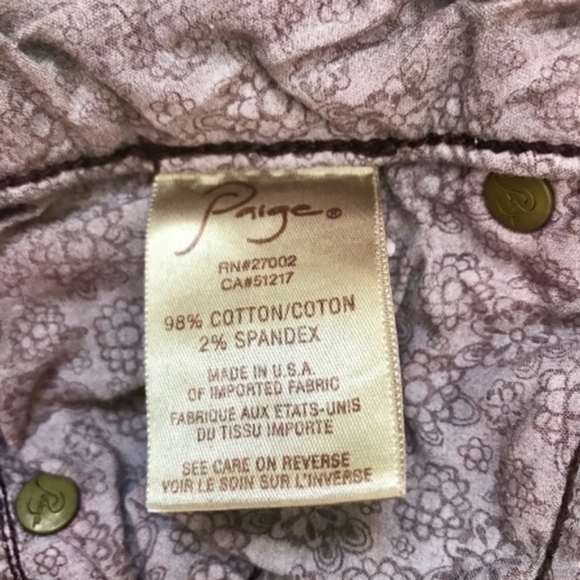 Paige®
RN#27002
CA#51217
98% COTTON/COTON
2% SPANDEX
MADE IN U.S.A.
OF IMPORTED FABRIC
FABRIQUE AUX ETATS-UNIS
DU TISSU IMPORTE
SEE CARE ON REVERSE
VOIR LE SOIN SUR L'INVERSE